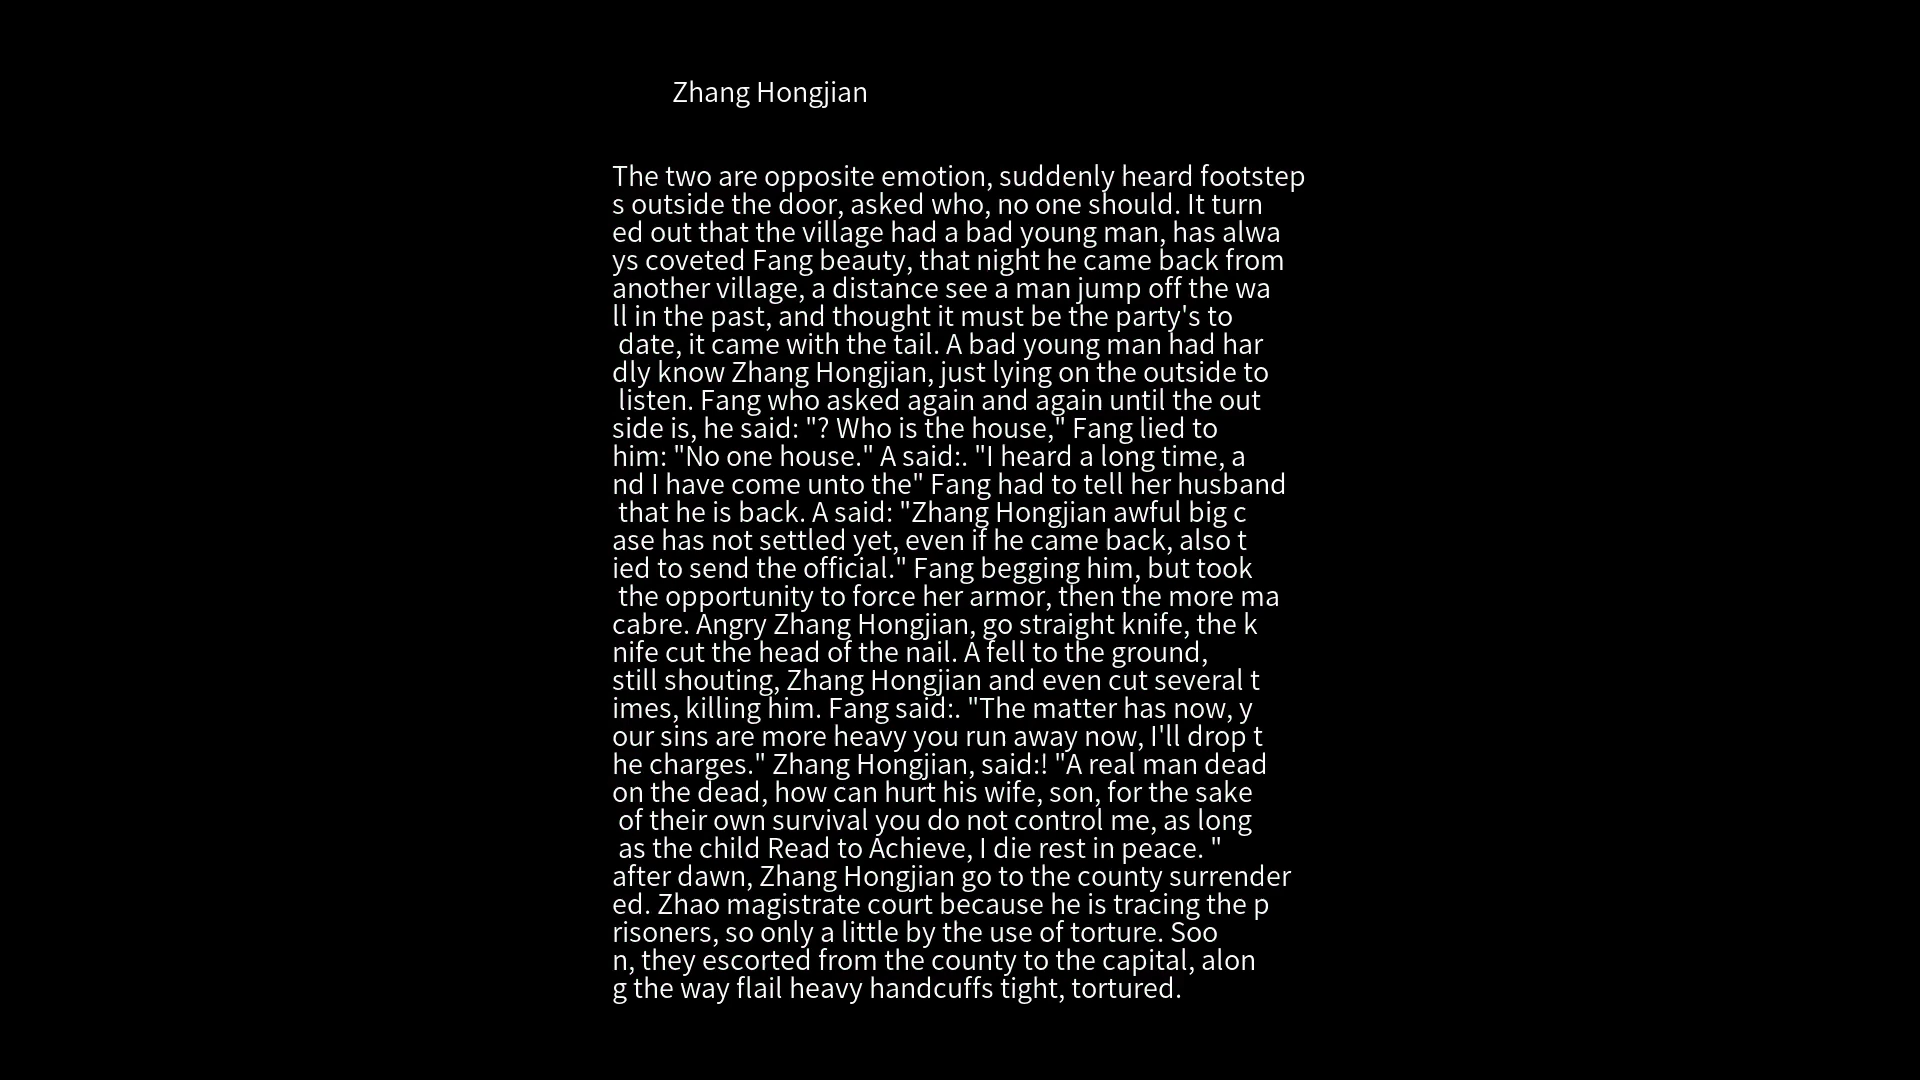 Zhang Hongjian
The two are opposite emotion, suddenly heard footstep
s outside the door, asked who, no one should. It turn
ed out that the village had a bad young man, has alwa
ys coveted Fang beauty, that night he came back from
another village, a distance see a man jump off the wa
ll in the past, and thought it must be the party's to
date, it came with the tail. A bad young man had har
dly know Zhang Hongjian, just lying on the outside to
listen. Fang who asked again and again until the out
side is, he said: "? Who is the house," Fang lied to
him: "No one house." A said:. "I heard a long time, a
nd I have come unto the" Fang had to tell her husband
that he is back. A said: "Zhang Hongjian awful big c
ase has not settled yet, even if he came back, also t
ied to send the official." Fang begging him, but took
the opportunity to force her armor, then the more ma
cabre. Angry Zhang Hongjian, go straight knife, the k
nife cut the head of the nail. A fell to the ground,
still shouting, Zhang Hongjian and even cut several t
imes, killing him. Fang said:. "The matter has now, y
our sins are more heavy you run away now, I'll drop t
he charges." Zhang Hongjian, said:! "A real man dead
on the dead, how can hurt his wife, son, for the sake
of their own survival you do not control me, as long
as the child Read to Achieve, I die rest in peace. "
after dawn, Zhang Hongjian go to the county surrender
ed. Zhao magistrate court because he is tracing the p
risoners, so only a little by the use of torture. Soo
n, they escorted from the county to the capital, alon
g the way flail heavy handcuffs tight, tortured.